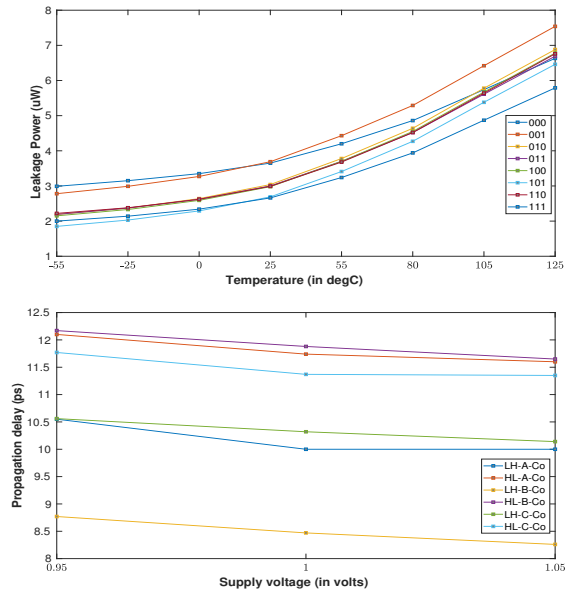 8
7
6
5
4
3
2
1
Leakage Power (uW)
000
001
010
011
100
101
110
111
-55 -25 0 25 55 80 105 125
Temperature (in degC)
12.5
12
11.5
11
10.5
10
9.5
9
8.5
8
Propagation delay (ps)
LH-A-Co
HL-A-Co
LH-B-Co
HL-B-Co
LH-C-Co
HL-C-Co
0.95 1 1.05
Supply voltage (in volts)